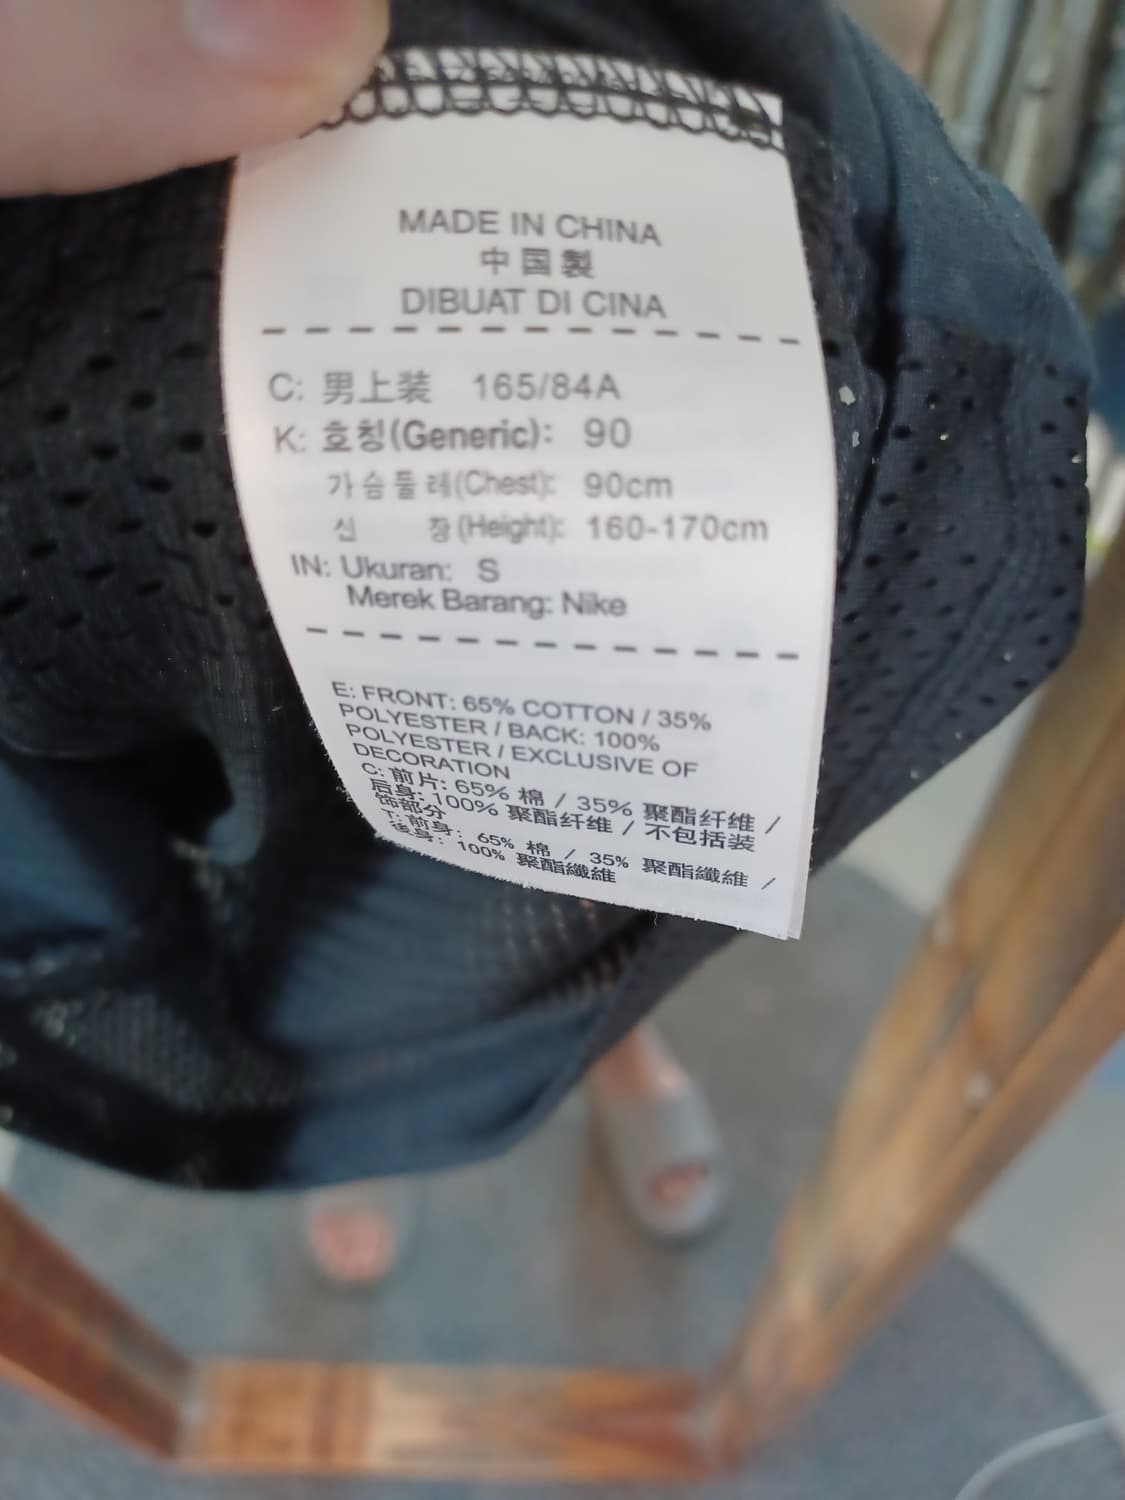 MADE IN CHINA
中国製
DIBUAT DI CINA
C: 男上装 165/84A
K: 호칭(Generic): 90
가슴둘레(Chest): 90cm
신 장(Height): 160-170cm
IN: Ukuran: S
Merek Barang: Nike
E: FRONT: 65% COTTON / 35%
POLYESTER / BACK: 100%
POLYESTER / EXCLUSIVE OF
DECORATION
C: 前片: 65% 棉 / 35% 聚酯纤维 /
后身: 100% 聚酯纤维 / 不包括装
饰部分
T: 前身: 65% 棉 / 35% 聚酯纖維 /
後身: 100% 聚酯纖維